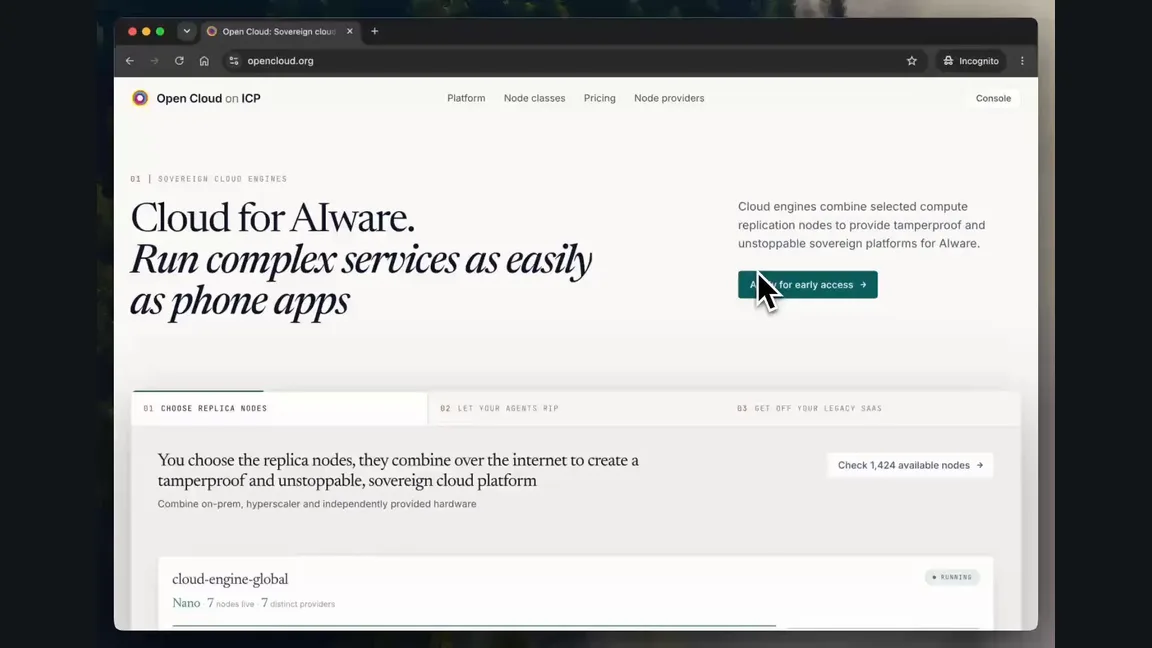 Open Cloud: Sovereign cloud
opencloud.org
Incognito
Open Cloud on ICP
Platform
Node classes
Pricing
Node providers
Console
01 | SOVEREIGN CLOUD ENGINES
Cloud for AIware.
Run complex services as easily
as phone apps
Cloud engines combine selected compute
replication nodes to provide tamperproof and
unstoppable sovereign platforms for AIware.
for early access →
01 CHOOSE REPLICA NODES
02 LET YOUR AGENTS RIP
03 GET OFF YOUR LEGACY SAAS
You choose the replica nodes, they combine over the internet to create a
tamperproof and unstoppable, sovereign cloud platform
Check 1,424 available nodes →
Combine on-prem, hyperscaler and independently provided hardware
cloud-engine-global
RUNNING
Nano 7 nodes live · 7 distinct providers